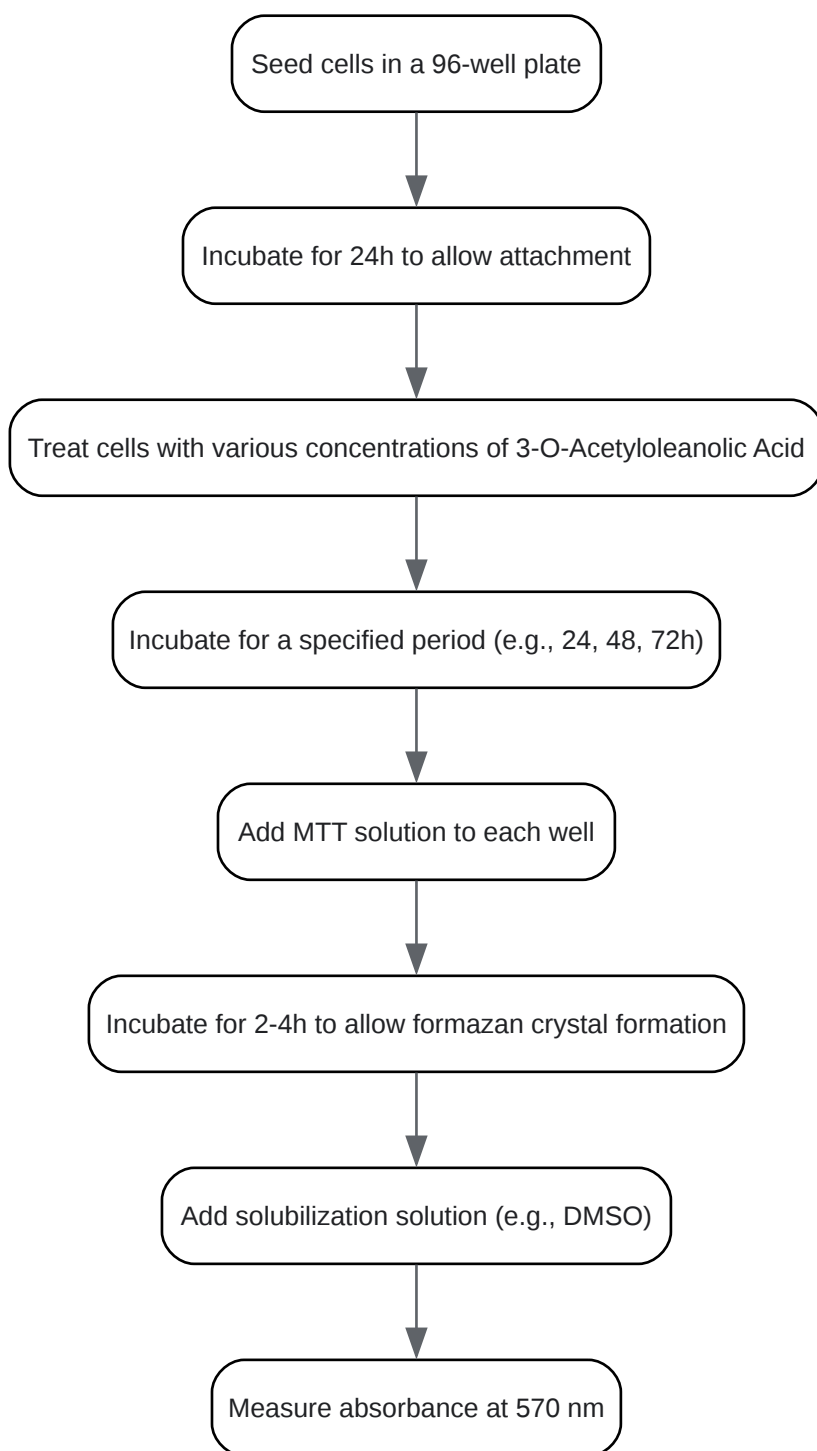 Seed cells in a 96-well plate
Incubate for 24h to allow attachment
Treat cells with various concentrations of 3-O-Acetyloleanolic Acid
Incubate for a specified period (e.g., 24, 48, 72h)
Add MTT solution to each well
Incubate for 2-4h to allow formazan crystal formation
Add solubilization solution (e.g., DMSO)
Measure absorbance at 570 nm